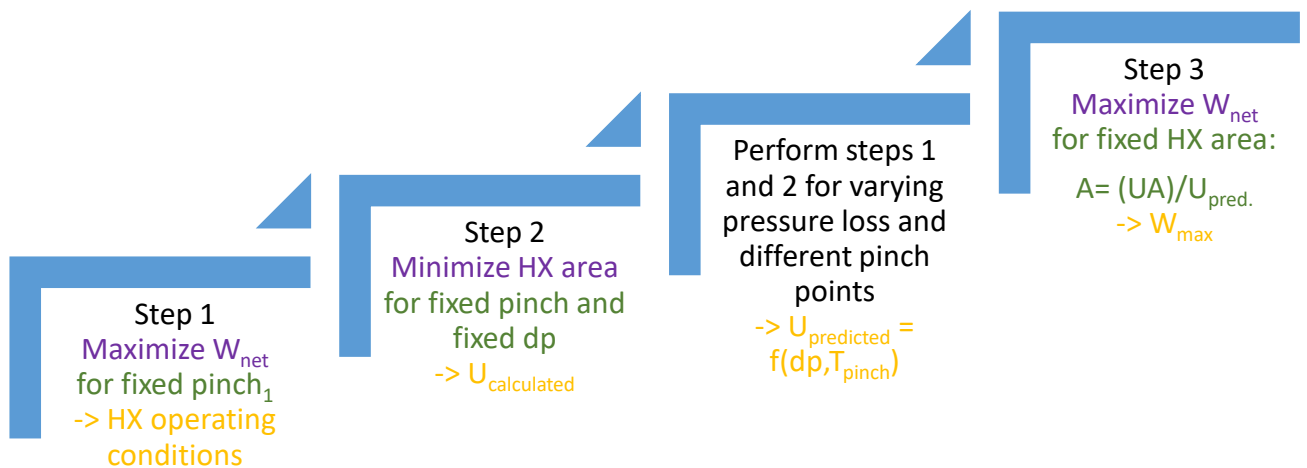 Step 1
Maximize Wnet
for fixed pinch1
-> HX operating
conditions
Step 2
Minimize HX area
for fixed pinch and
fixed dp
-> Ucalculated
Perform steps 1
and 2 for varying
pressure loss and
different pinch
points
-> Upredicted =
f(dp,Tpinch)
Step 3
Maximize Wnet
for fixed HX area:
A= (UA)/Upred.
-> Wmax